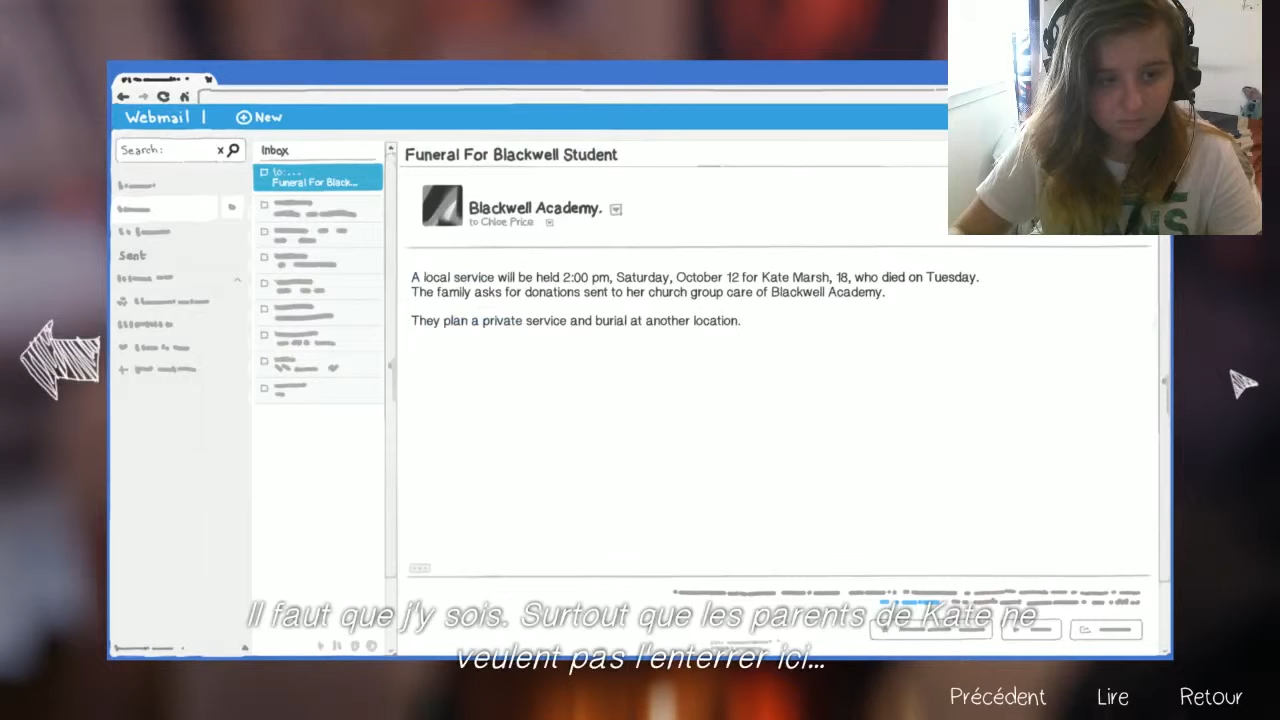 Webmail |
New
Search: x
Inbox
Sent
to:...
Funeral For Black...
Funeral For Blackwell Student
Blackwell Academy.
to Chloe Price
A local service will be held 2:00 pm, Saturday, October 12 for Kate Marsh, 18, who died on Tuesday.
The family asks for donations sent to her church group care of Blackwell Academy.
They plan a private service and burial at another location.
Il faut que j'y sois. Surtout que les parents de Kate ne
veulent pas l'enterrer ici...
Précédent Lire Retour